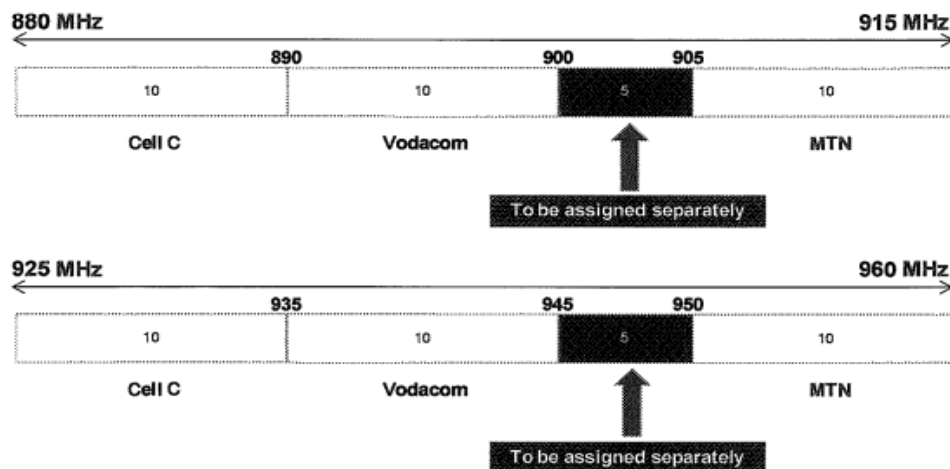 880 MHz 915 MHz
890 900 905
10 10 5 10
Cell C Vodacom MTN
To be assigned separately
925 MHz 960 MHz
935 945 950
10 10 5 10
Cell C Vodacom MTN
To be assigned separately